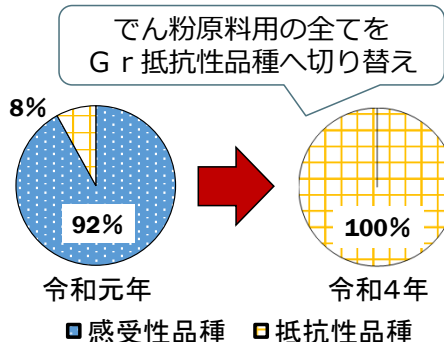 でん粉原料用の全てを
Ｇｒ抵抗性品種へ切り替え
8%
92%
100%
令和元年
令和4年
感受性品種 抵抗性品種